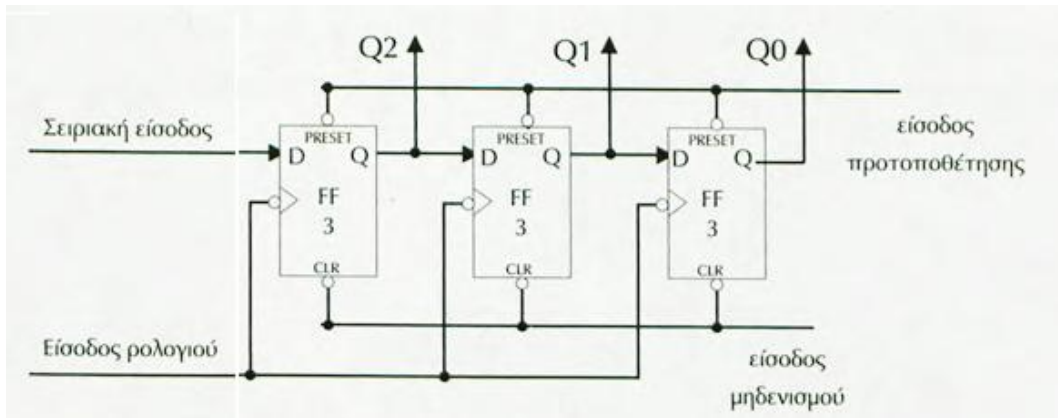 Q2
Q1
Q0
Σειριακή είσοδος
PRESET
PRESET
PRESET
είσοδος
προτοποθέτησης
D Q
D Q
D Q
FF
3
FF
3
FF
3
CLR
CLR
CLR
Είσοδος ρολογιού
είσοδος
μηδενισμού